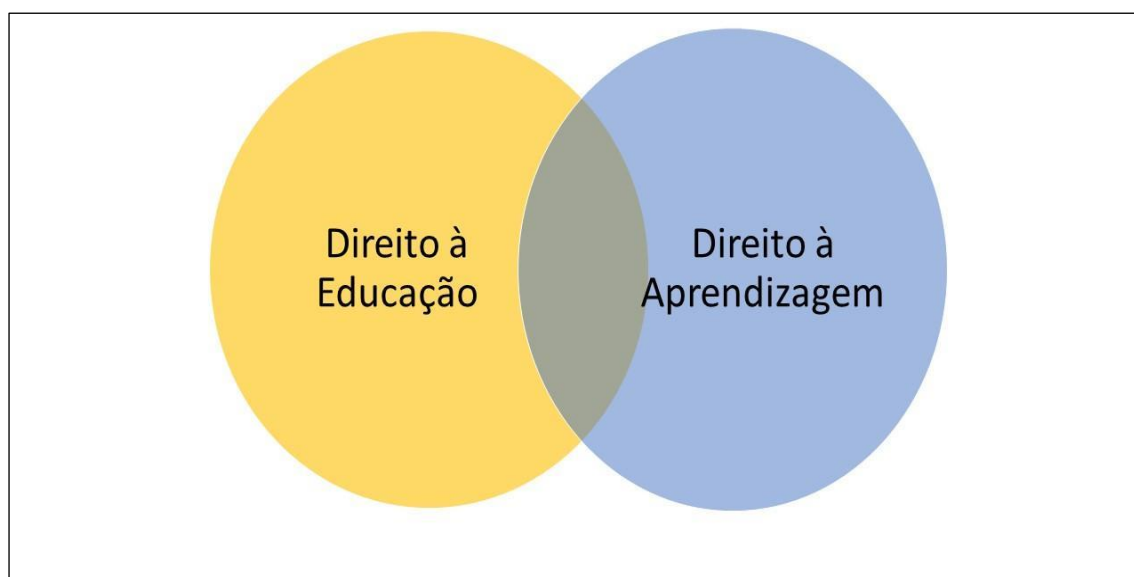 Direito à
Educação
Direito à
Aprendizagem